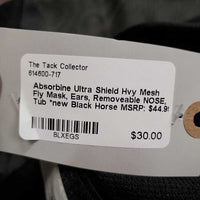 The Tack Collector
614600-717
Absorbine Ultra Shield Hvy Mesh
Fly Mask, Ears, Removeable NOSE,
Tub *new Black Horse MSRP: $44.9
BLXEGS
$30.00